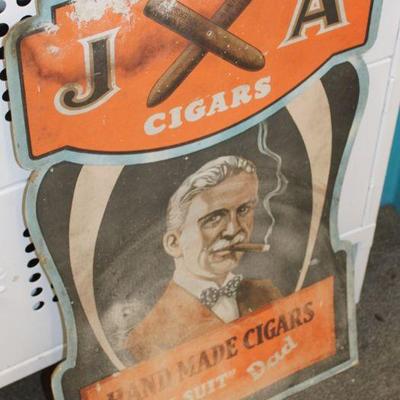 J A
CIGARS
HAND MADE CIGARS
SUIT" Dad